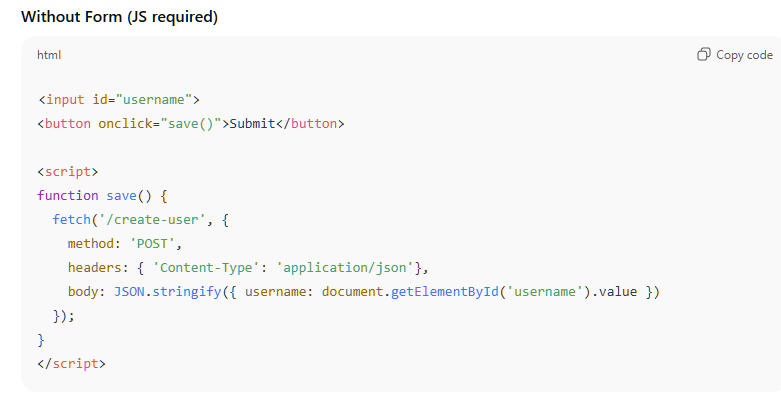 Without Form (JS required)
html
Copy code
<input id="username">
<button onclick="save()">Submit</button>
<script>
function save() {
  fetch('/create-user', {
    method: 'POST',
    headers: { 'Content-Type': 'application/json'},
    body: JSON.stringify({ username: document.getElementById('username').value })
  });
}
</script>